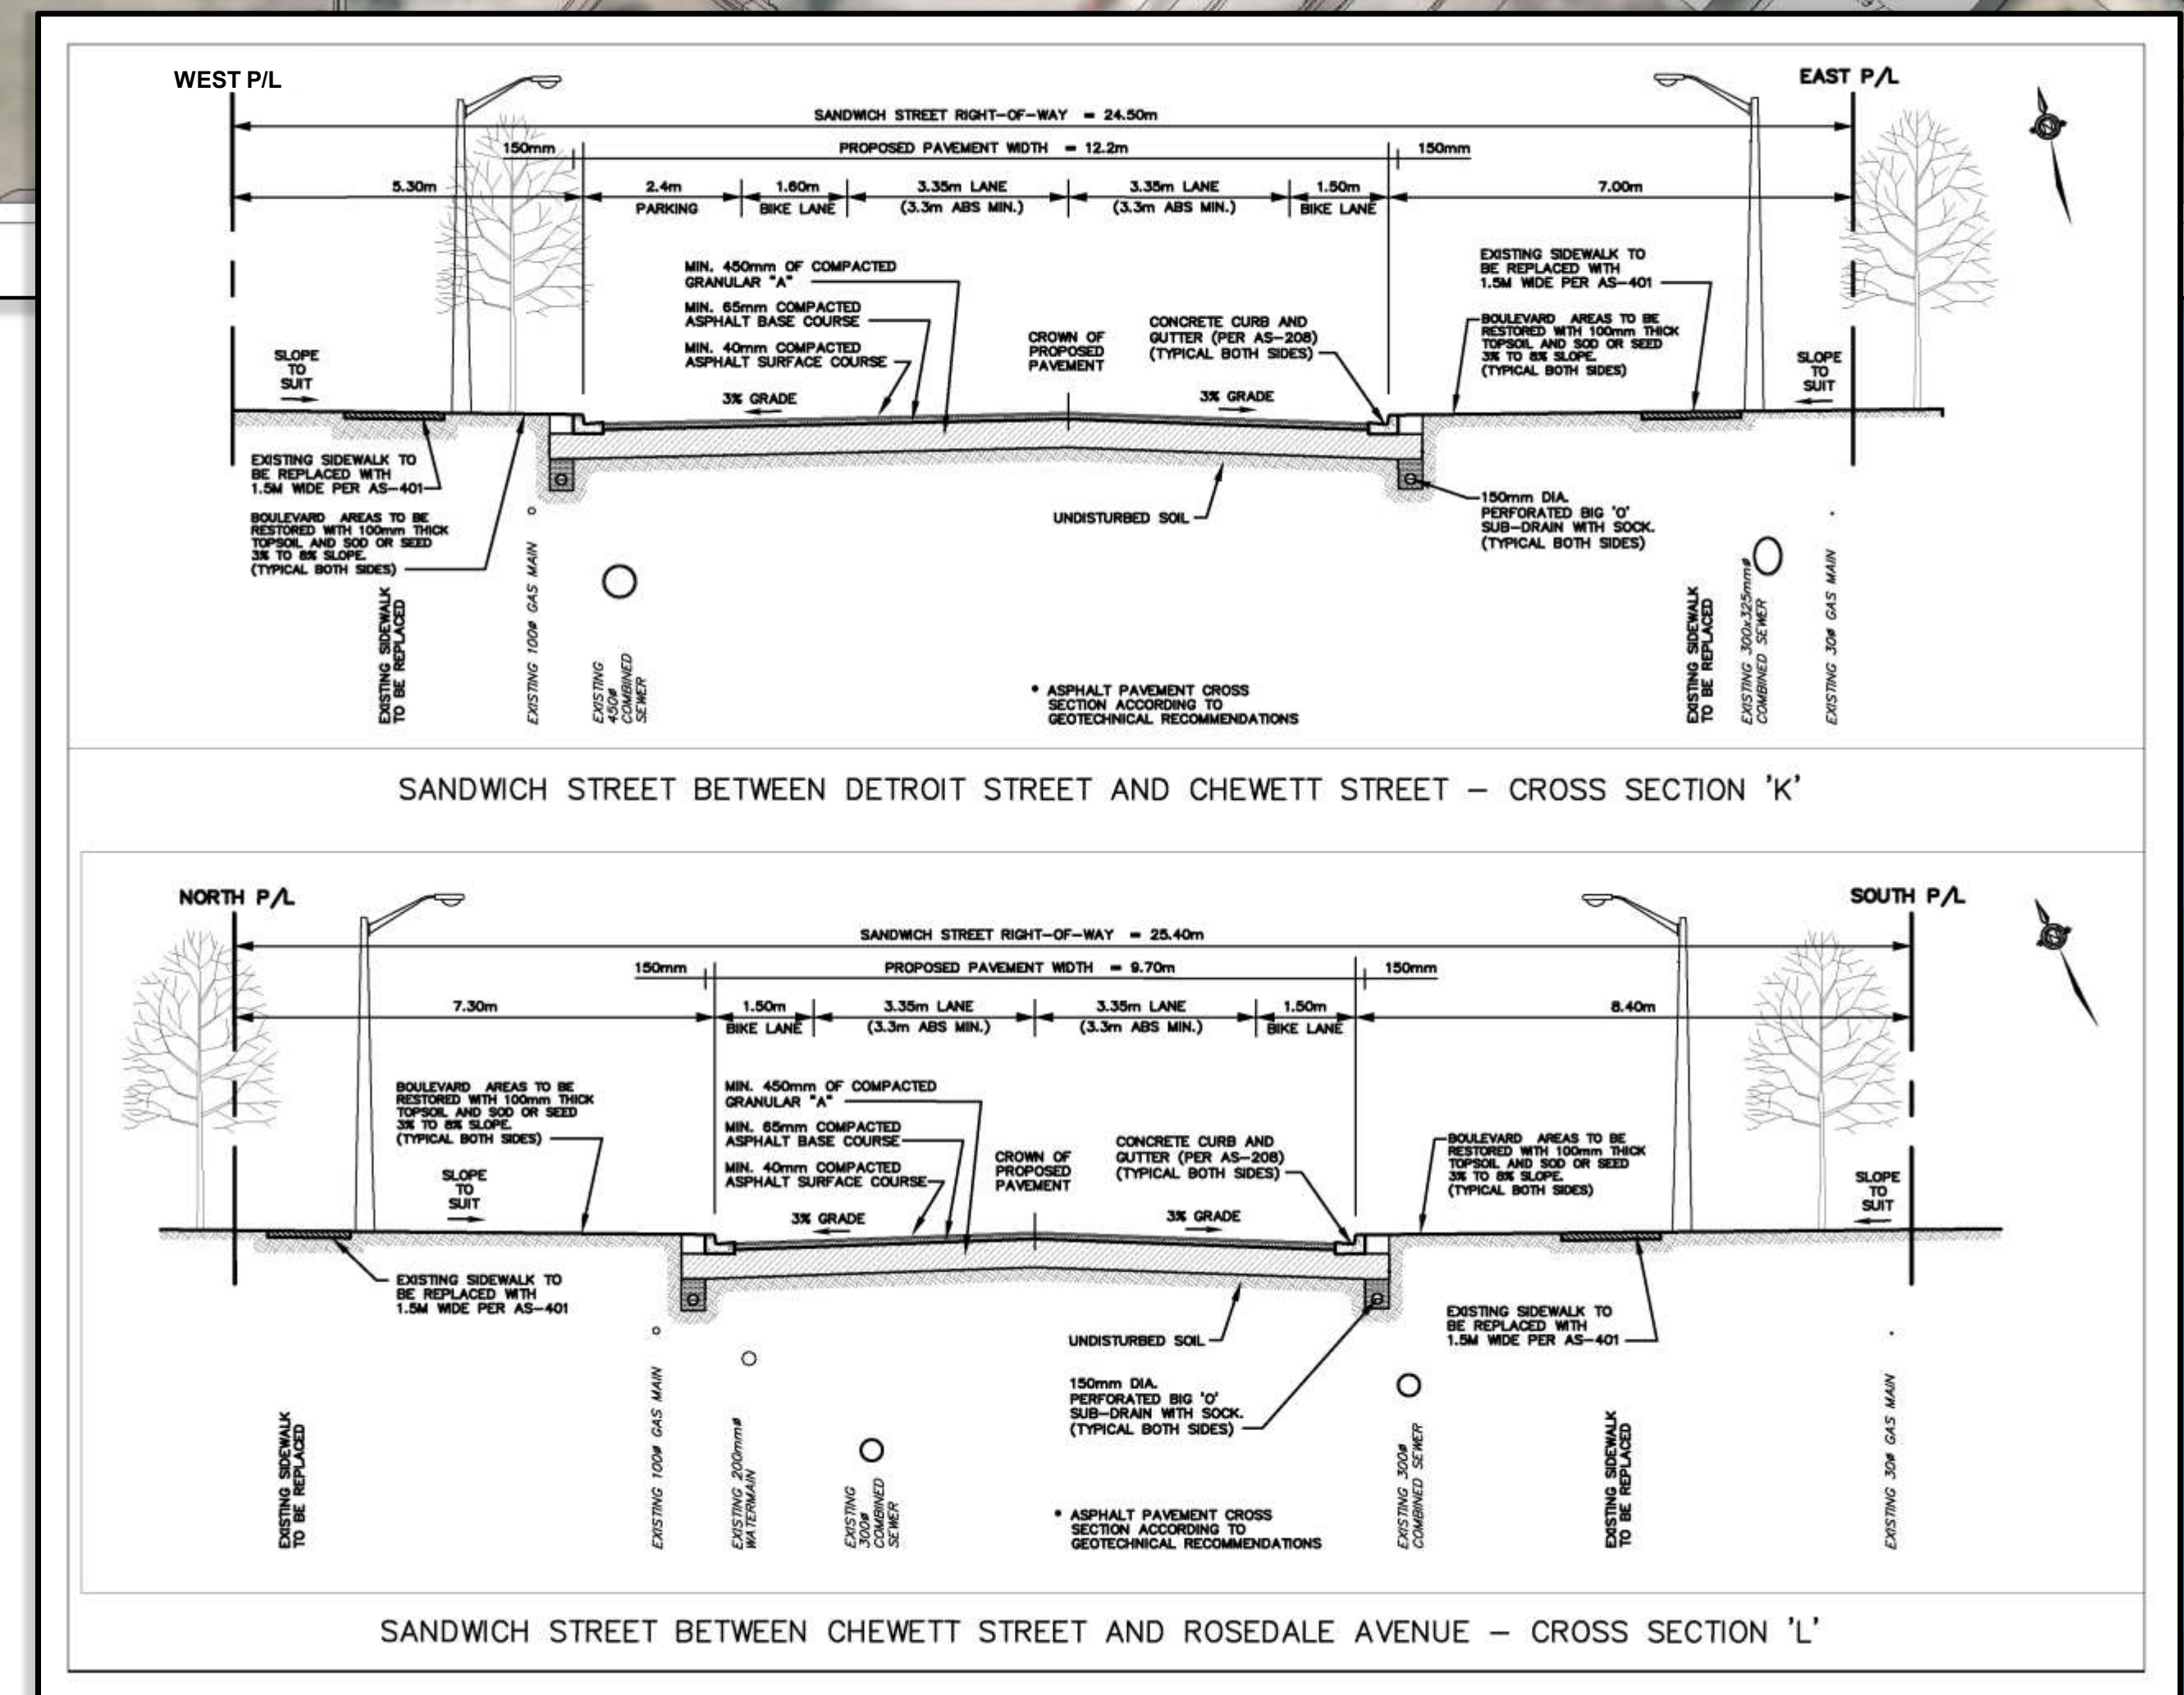 WEST P/L
EAST P/L
SANDWICH STREET RIGHT-OF-WAY = 24.50m
150mm
PROPOSED PAVEMENT WIDTH = 12.2m
150mm
5.30m
2.4m
PARKING
1.60m
BIKE LANE
3.35m LANE
(3.3m ABS MIN.)
3.35m LANE
(3.3m ABS MIN.)
1.50m
BIKE LANE
7.00m
MIN. 450mm OF COMPACTED
GRANULAR "A"
MIN. 65mm COMPACTED
ASPHALT BASE COURSE
MIN. 40mm COMPACTED
ASPHALT SURFACE COURSE
CROWN OF
PROPOSED
PAVEMENT
CONCRETE CURB AND
GUTTER (PER AS-208)
(TYPICAL BOTH SIDES)
EXISTING SIDEWALK TO
BE REPLACED WITH
1.5M WIDE PER AS-401
BOULEVARD AREAS TO BE
RESTORED WITH 100mm THICK
TOPSOIL AND SOD OR SEED
3% TO 8% SLOPE.
(TYPICAL BOTH SIDES)
SLOPE
TO
SUIT
SLOPE
TO
SUIT
3% GRADE
3% GRADE
EXISTING SIDEWALK TO
BE REPLACED WITH
1.5M WIDE PER AS-401
BOULEVARD AREAS TO BE
RESTORED WITH 100mm THICK
TOPSOIL AND SOD OR SEED
3% TO 8% SLOPE.
(TYPICAL BOTH SIDES)
UNDISTURBED SOIL
150mm DIA.
PERFORATED BIG 'O'
SUB-DRAIN WITH SOCK.
(TYPICAL BOTH SIDES)
EXISTING SIDEWALK
TO BE REPLACED
EXISTING 100ø GAS MAIN
EXISTING
450ø
COMBINED
SEWER
* ASPHALT PAVEMENT CROSS
SECTION ACCORDING TO
GEOTECHNICAL RECOMMENDATIONS
EXISTING SIDEWALK
TO BE REPLACED
EXISTING 300x325mmø
COMBINED SEWER
EXISTING 30ø GAS MAIN
SANDWICH STREET BETWEEN DETROIT STREET AND CHEWETT STREET – CROSS SECTION 'K'
NORTH P/L
SOUTH P/L
SANDWICH STREET RIGHT-OF-WAY = 25.40m
150mm
PROPOSED PAVEMENT WIDTH = 9.70m
150mm
7.30m
1.50m
BIKE LANE
3.35m LANE
(3.3m ABS MIN.)
3.35m LANE
(3.3m ABS MIN.)
1.50m
BIKE LANE
8.40m
BOULEVARD AREAS TO BE
RESTORED WITH 100mm THICK
TOPSOIL AND SOD OR SEED
3% TO 8% SLOPE.
(TYPICAL BOTH SIDES)
MIN. 450mm OF COMPACTED
GRANULAR "A"
MIN. 65mm COMPACTED
ASPHALT BASE COURSE
MIN. 40mm COMPACTED
ASPHALT SURFACE COURSE
CROWN OF
PROPOSED
PAVEMENT
CONCRETE CURB AND
GUTTER (PER AS-208)
(TYPICAL BOTH SIDES)
BOULEVARD AREAS TO BE
RESTORED WITH 100mm THICK
TOPSOIL AND SOD OR SEED
3% TO 8% SLOPE.
(TYPICAL BOTH SIDES)
SLOPE
TO
SUIT
SLOPE
TO
SUIT
3% GRADE
3% GRADE
EXISTING SIDEWALK TO
BE REPLACED WITH
1.5M WIDE PER AS-401
UNDISTURBED SOIL
EXISTING SIDEWALK TO
BE REPLACED WITH
1.5M WIDE PER AS-401
150mm DIA.
PERFORATED BIG 'O'
SUB-DRAIN WITH SOCK.
(TYPICAL BOTH SIDES)
EXISTING SIDEWALK
TO BE REPLACED
EXISTING 100ø GAS MAIN
EXISTING 200mmø
WATERMAIN
EXISTING
300ø
COMBINED
SEWER
* ASPHALT PAVEMENT CROSS
SECTION ACCORDING TO
GEOTECHNICAL RECOMMENDATIONS
EXISTING 300ø
COMBINED SEWER
EXISTING SIDEWALK
TO BE REPLACED
EXISTING 30ø GAS MAIN
SANDWICH STREET BETWEEN CHEWETT STREET AND ROSEDALE AVENUE – CROSS SECTION 'L'